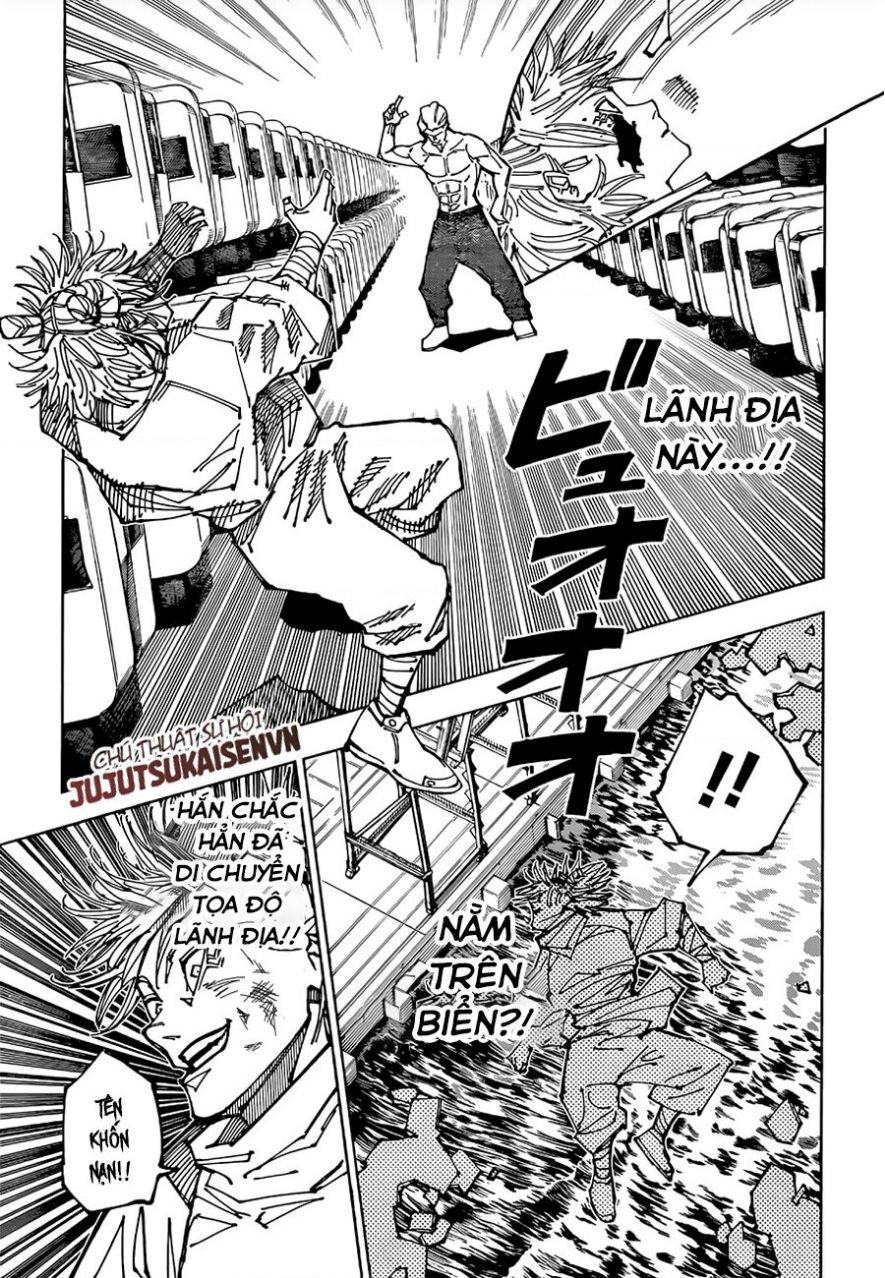 LÃNH ĐỊA
NÀY...!!
ビュオオオオ
!!
NẰM
TRÊN
BIỂN?!
HẮN CHẮC
HẲN ĐÃ
DI CHUYỂN
TỌA ĐỘ
LÃNH ĐỊA!!
TÊN
KHỐN
NẠN!!
CHÚ THUẬT SƯ HỘI
JUJUTSUKAISENVN